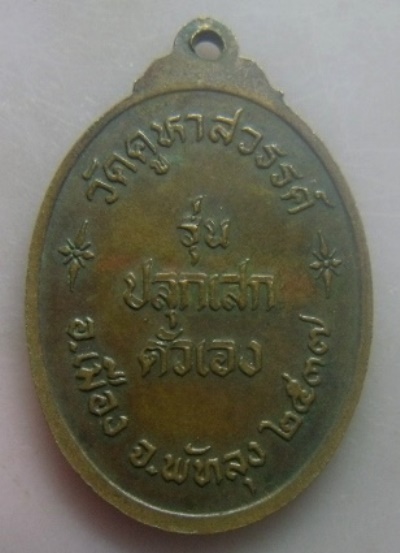 วัดคูหาสวรรค์
รุ่น
ปลุกเสก
ตัวเอง
อ.เมือง จ.พัทลุง ๒๕๓๗